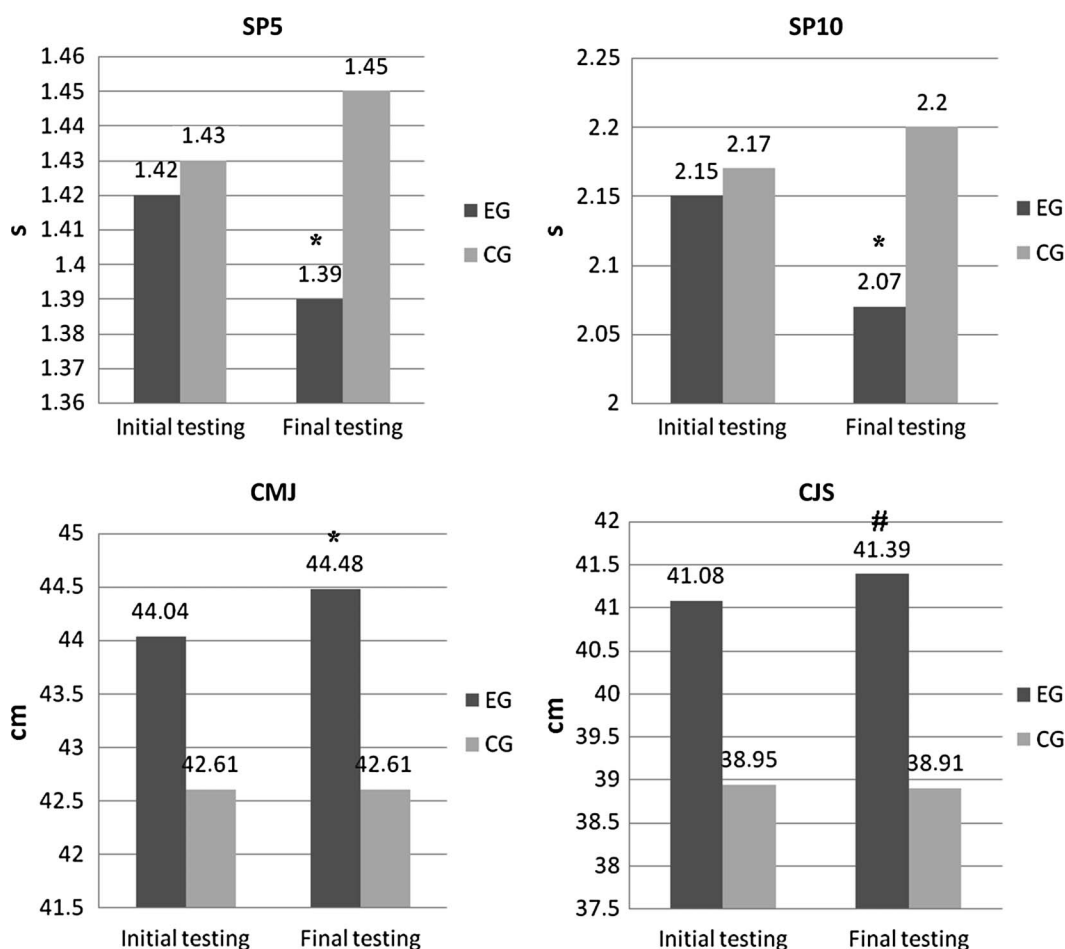 SP5
1.46
1.45
1.44
1.43
1.42
1.41
1.4
1.39
1.38
1.37
1.36
s
1.42
1.43
*
1.39
1.45
Initial testing
Final testing
EG
CG
SP10
2.25
2.2
2.15
2.1
2.05
2
s
2.15
2.17
*
2.07
2.2
Initial testing
Final testing
EG
CG
CMJ
45
44.5
44
43.5
43
42.5
42
41.5
cm
44.04
42.61
*
44.48
42.61
Initial testing
Final testing
EG
CG
CJS
42
41.5
41
40.5
40
39.5
39
38.5
38
37.5
cm
41.08
38.95
#
41.39
38.91
Initial testing
Final testing
EG
CG